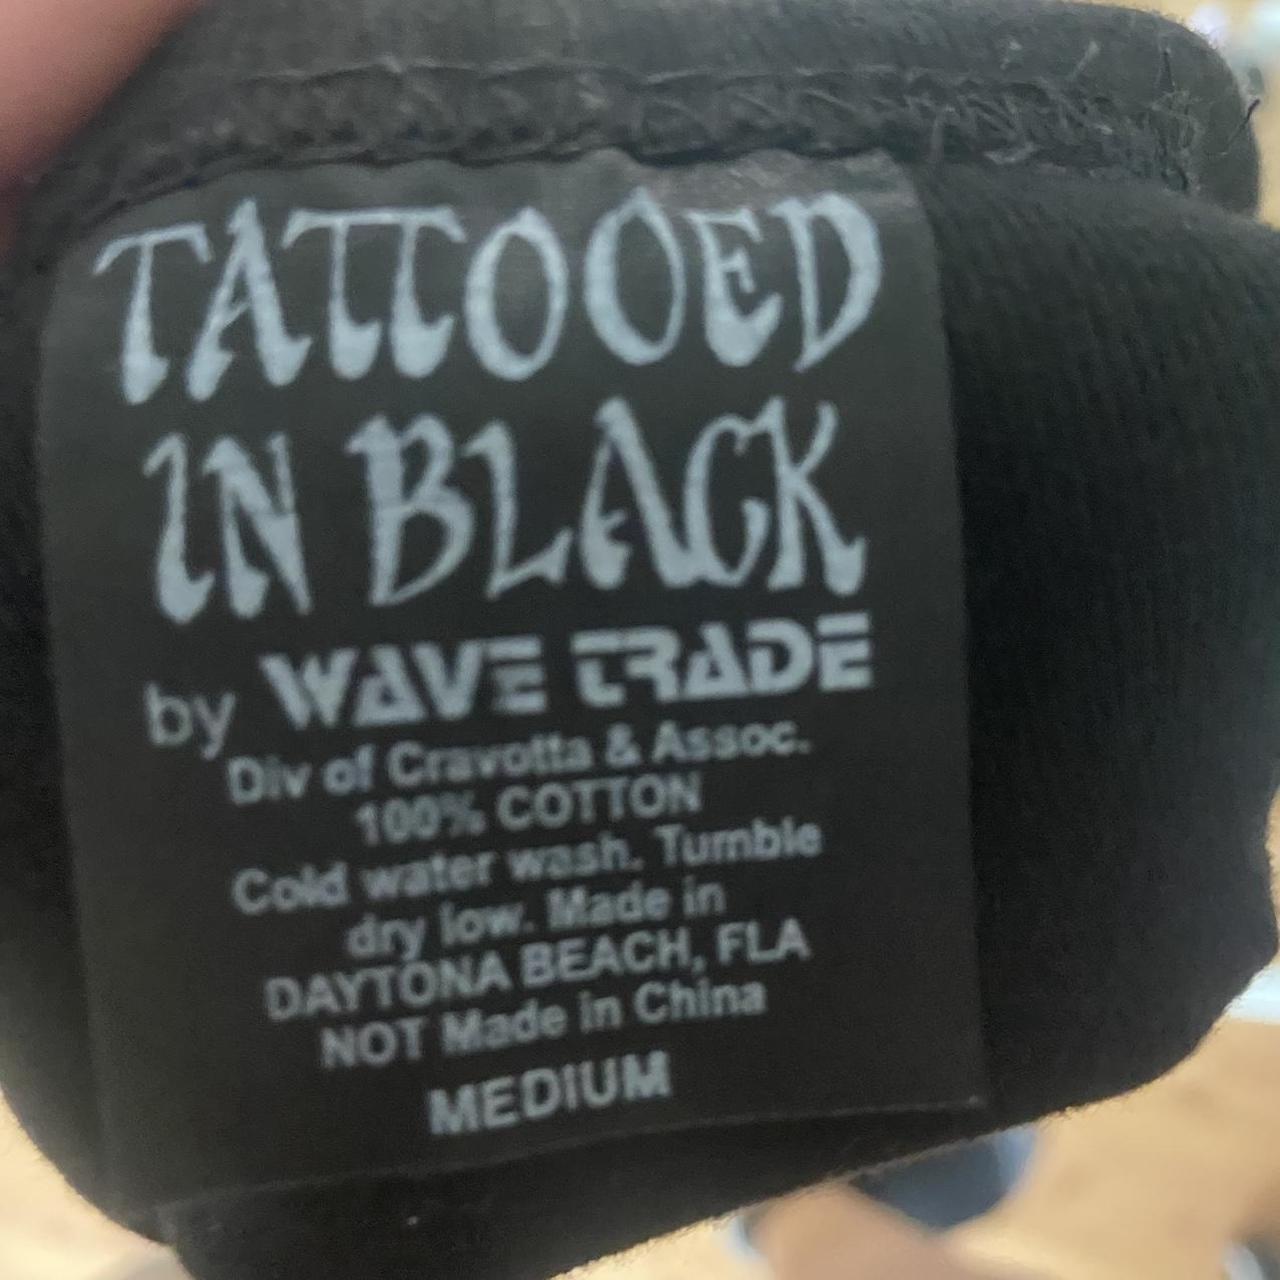 TATTOOED
IN BLACK
by WAVE TRADE
Div of Cravotta & Assoc.
100% COTTON
Cold water wash. Tumble
dry low. Made in
DAYTONA BEACH, FLA
NOT Made in China
MEDIUM